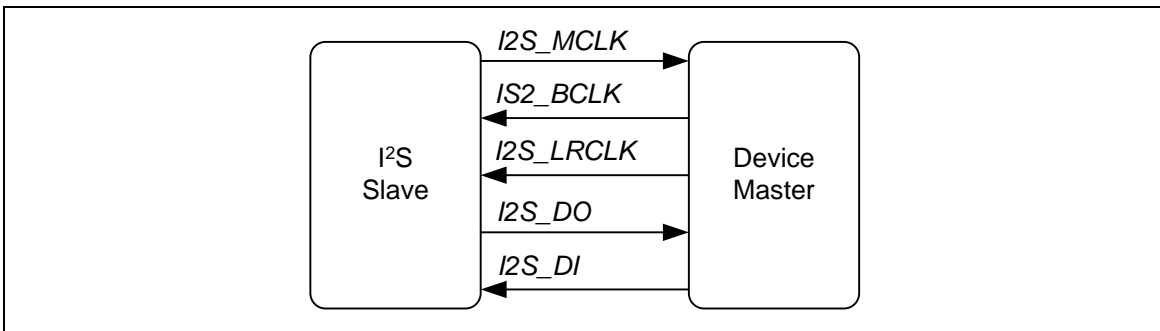 I2S_MCLK
IS2_BCLK
I2S_LRCLK
I2S_DO
I2S_DI
I²S
Slave
Device
Master